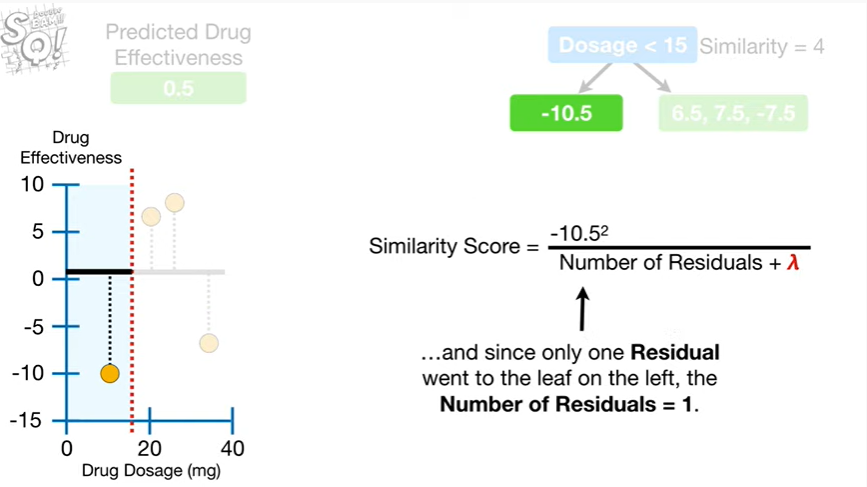 SQ!
Predicted Drug
Effectiveness
0.5
Dosage < 15 Similarity = 4
-10.5
6.5, 7.5, -7.5
Drug
Effectiveness
10
5
0
-5
-10
-15
0
20
40
Drug Dosage (mg)
Similarity Score =
-10.5²
Number of Residuals + λ
…and since only one Residual
went to the leaf on the left, the
Number of Residuals = 1.